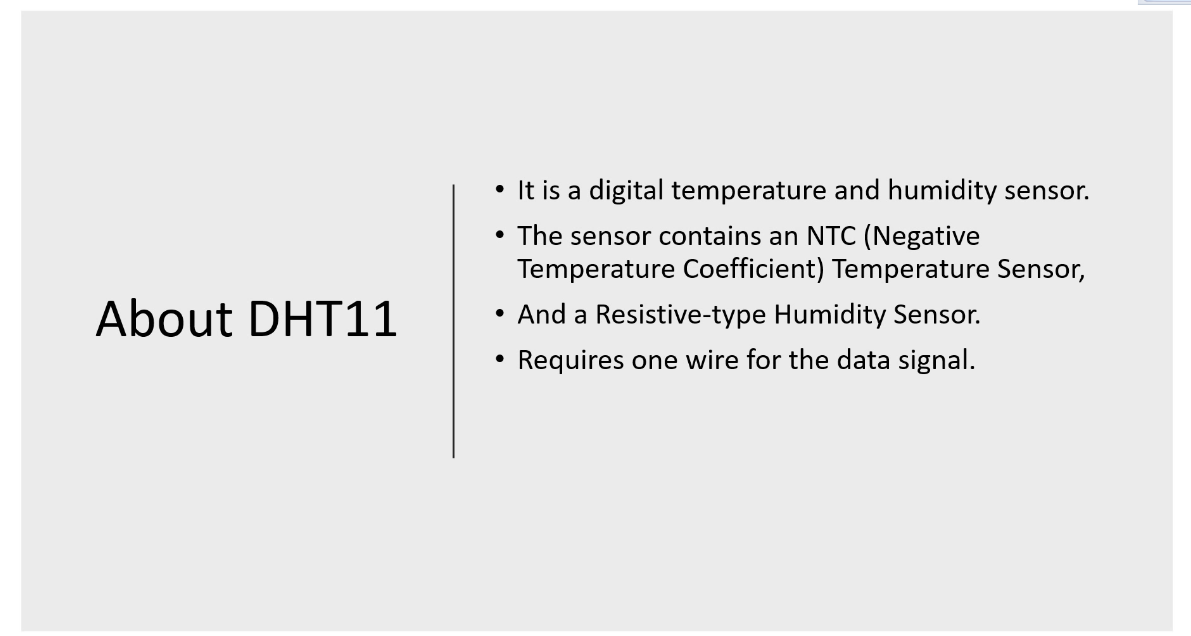 About DHT11
• It is a digital temperature and humidity sensor.
• The sensor contains an NTC (Negative
Temperature Coefficient) Temperature Sensor,
• And a Resistive-type Humidity Sensor.
• Requires one wire for the data signal.